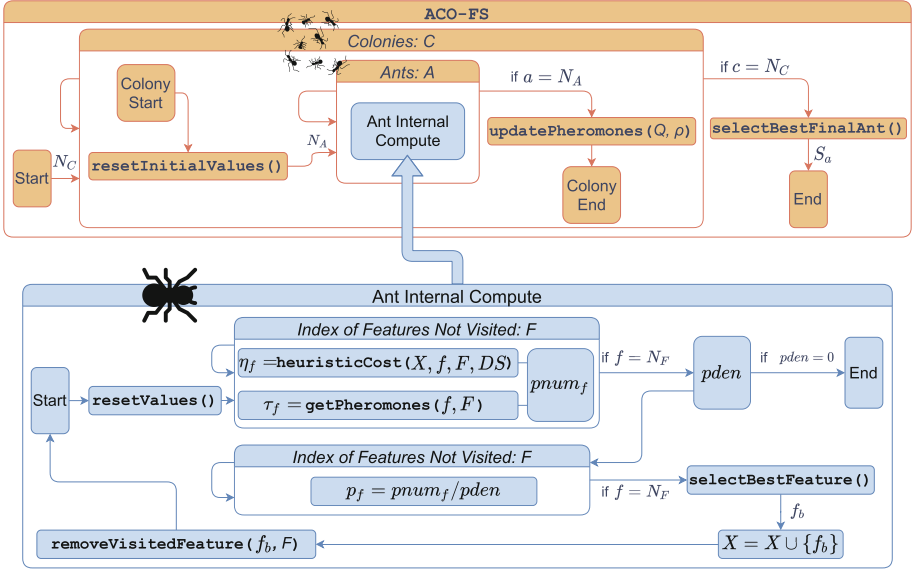 ACO-FS
Colonies: C
Ants: A
Colony
Start
Ant Internal
Compute
if a = N_A
if c = N_C
updatePheromones(Q, ρ)
selectBestFinalAnt()
N_A
N_C
resetInitialValues()
S_a
Start
Colony
End
End
Ant Internal Compute
Index of Features Not Visited: F
η_f =heuristicCost(X, f, F, DS)
pnum_f
if f = N_F
pden
if pden = 0
End
Start
resetValues()
τ_f = getPheromones(f, F)
Index of Features Not Visited: F
p_f = pnum_f/pden
if f = N_F
selectBestFeature()
f_b
removeVisitedFeature(f_b, F)
X = X ∪ {f_b}